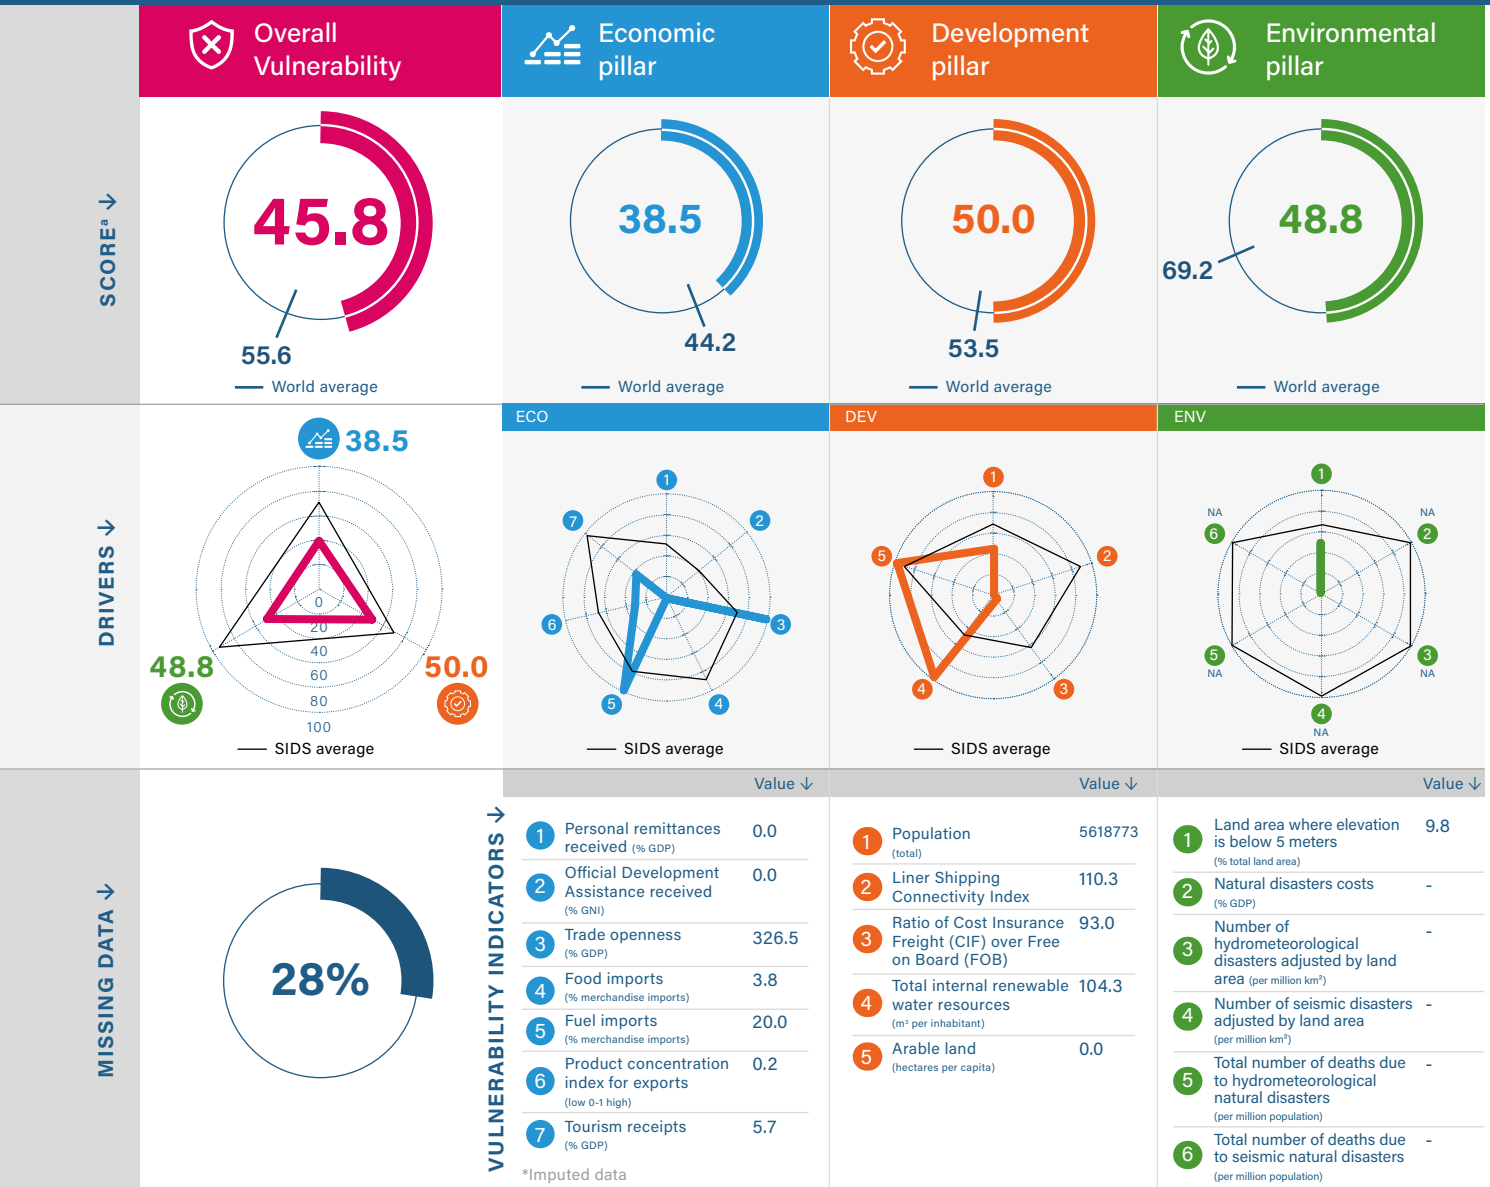 Overall
Vulnerability
Economic
pillar
Development
pillar
Environmental
pillar
SCOREª ↓
45.8
55.6
World average
38.5
44.2
World average
50.0
53.5
World average
48.8
69.2
World average
DRIVERS ↓
38.5
0
20
40
60
80
100
48.8
50.0
SIDS average
ECO
1
2
3
4
5
6
7
SIDS average
DEV
1
2
3
4
5
SIDS average
ENV
1
NA
2
3
NA
4
NA
5
NA
NA
6
SIDS average
MISSING DATA ↓
28%
VULNERABILITY INDICATORS ↓
Value ↓
1 Personal remittances 0.0
received (% GDP)
2 Official Development 0.0
Assistance received
(% GNI)
3 Trade openness 326.5
(% GDP)
4 Food imports 3.8
(% merchandise imports)
5 Fuel imports 20.0
(% merchandise imports)
6 Product concentration 0.2
index for exports
(low 0-1 high)
7 Tourism receipts 5.7
(% GDP)
*Imputed data
Value ↓
1 Population 5618773
(total)
2 Liner Shipping 110.3
Connectivity Index
3 Ratio of Cost Insurance 93.0
Freight (CIF) over Free
on Board (FOB)
4 Total internal renewable 104.3
water resources
(m³ per inhabitant)
5 Arable land 0.0
(hectares per capita)
Value ↓
1 Land area where elevation 9.8
is below 5 meters
(% total land area)
2 Natural disasters costs -
(% GDP)
3 Number of -
hydrometeorological
disasters adjusted by land
area (per million km²)
4 Number of seismic disasters -
adjusted by land area
(per million km²)
5 Total number of deaths due -
to hydrometeorological
natural disasters
(per million population)
6 Total number of deaths due -
to seismic natural disasters
(per million population)